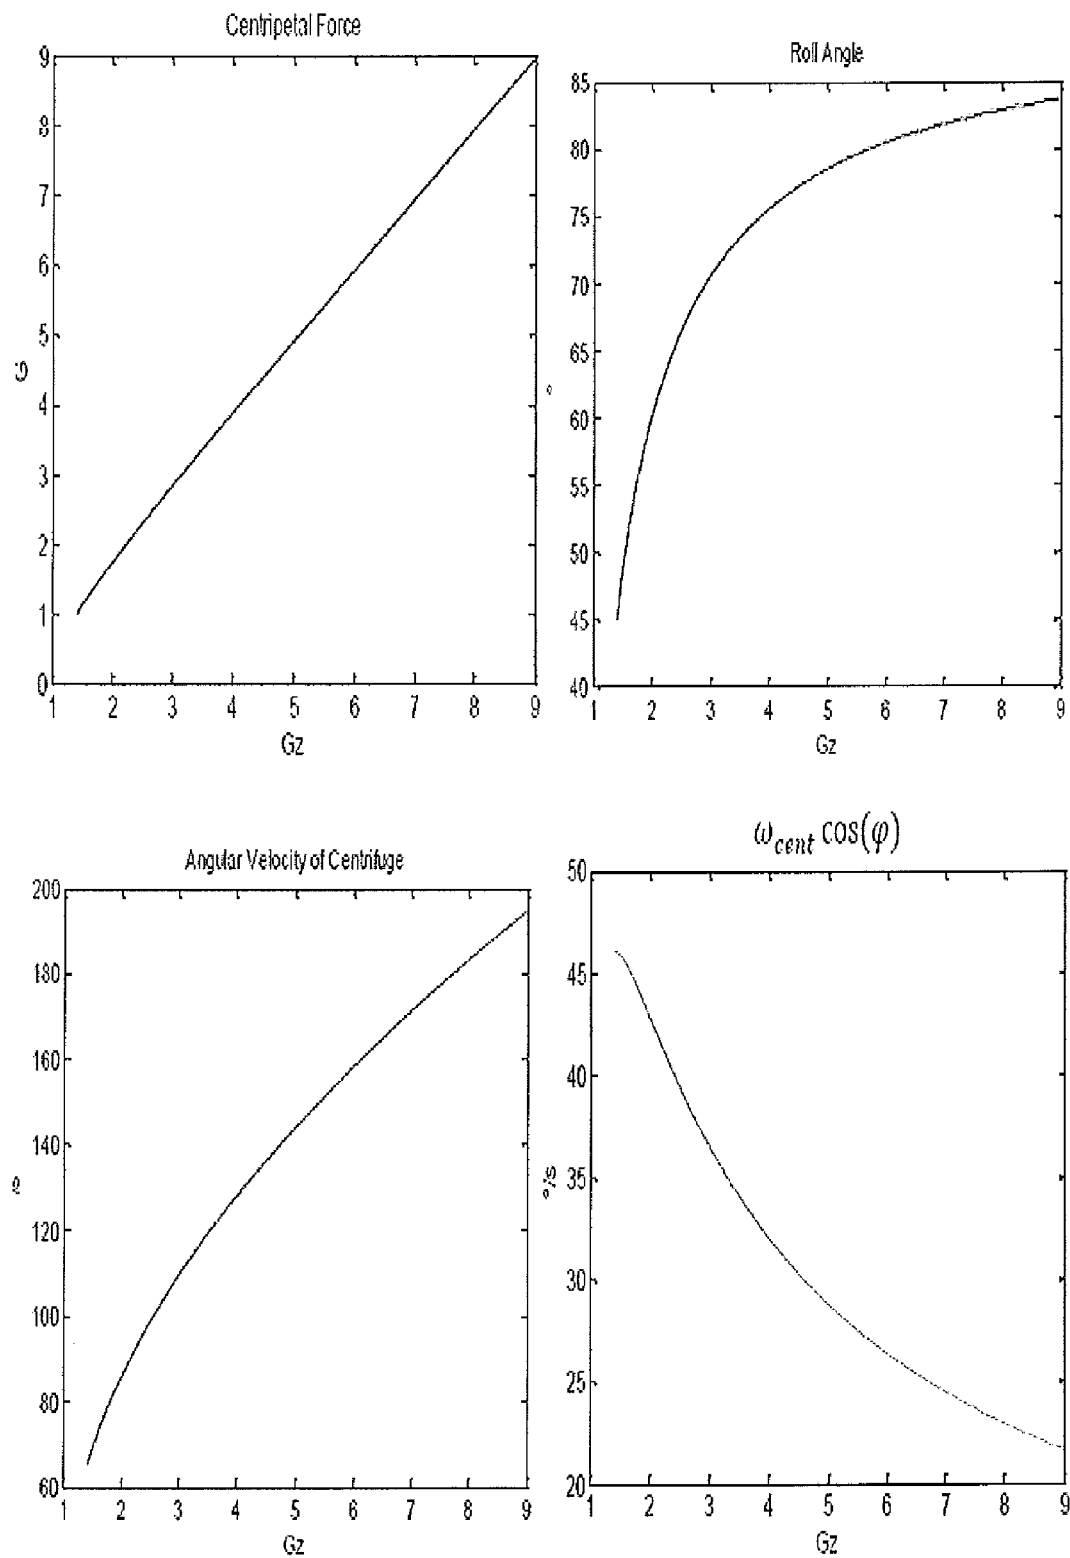 Centripetal Force
9
8
7
6
5
4
3
2
1
0
G
1 2 3 4 5 6 7 8 9
Gz
Roll Angle
85
80
75
70
65
60
55
50
45
40
°
1 2 3 4 5 6 7 8 9
Gz
Angular Velocity of Centrifuge
200
180
160
140
120
100
80
60
1 2 3 4 5 6 7 8 9
Gz
ω_cent cos(φ)
50
45
40
35
30
25
20
°/s
1 2 3 4 5 6 7 8 9
Gz